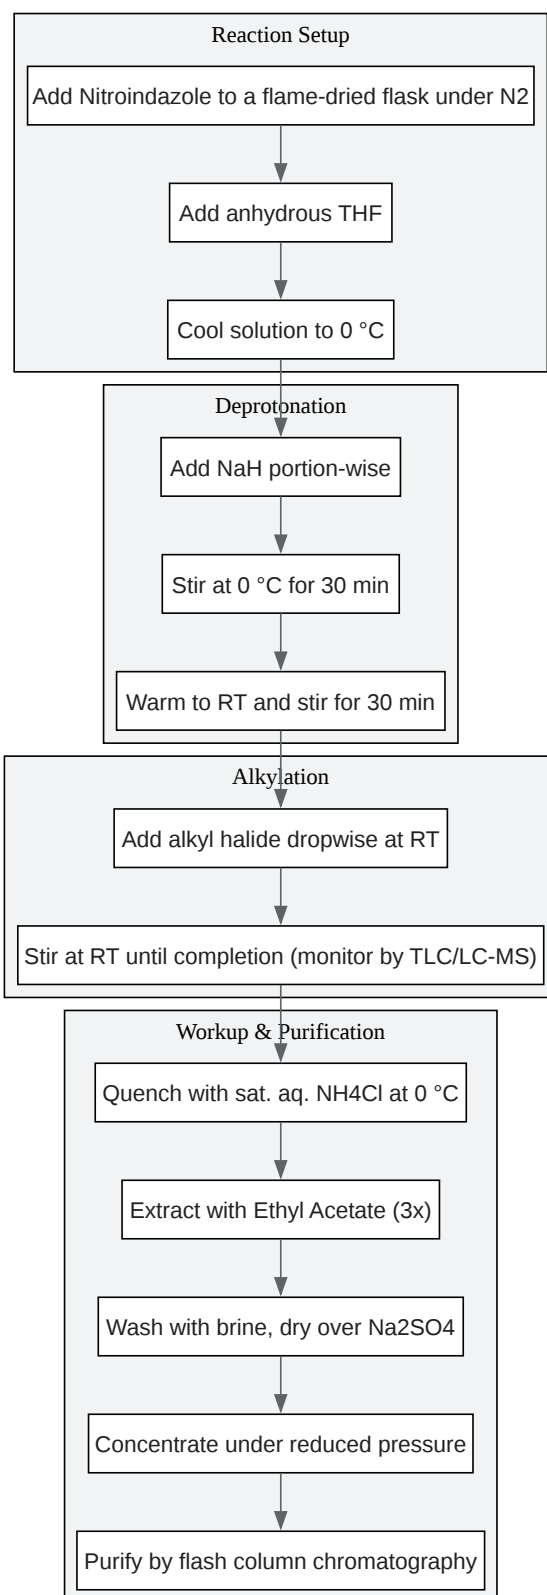 Reaction Setup
Add Nitroindazole to a flame-dried flask under N2
Add anhydrous THF
Cool solution to 0 °C
Deprotonation
Add NaH portion-wise
Stir at 0 °C for 30 min
Warm to RT and stir for 30 min
Alkylation
Add alkyl halide dropwise at RT
Stir at RT until completion (monitor by TLC/LC-MS)
Workup & Purification
Quench with sat. aq. NH4Cl at 0 °C
Extract with Ethyl Acetate (3x)
Wash with brine, dry over Na2SO4
Concentrate under reduced pressure
Purify by flash column chromatography